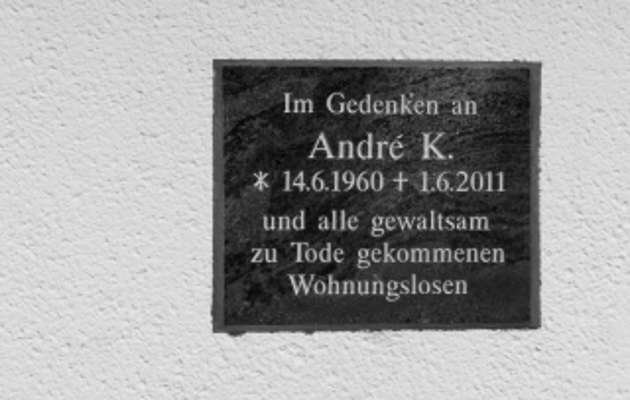 Im Gedenken an
André K.
* 14.6.1960 + 1.6.2011
und alle gewaltsam
zu Tode gekommenen
Wohnungslosen